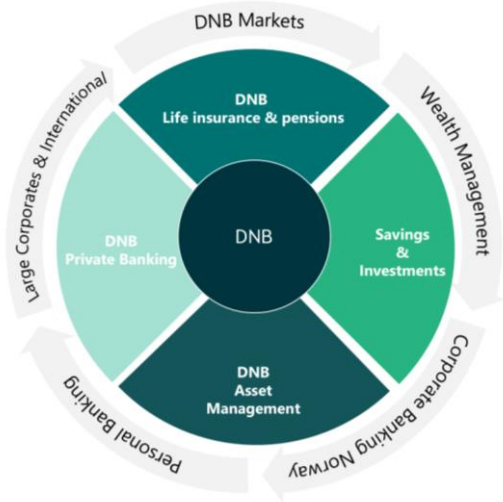 DNB Markets
Wealth Management
Corporate Banking Norway
Personal Banking
Large Corporates & International
DNB
Life insurance & pensions
Savings
&
Investments
DNB
Asset
Management
DNB
Private Banking
DNB